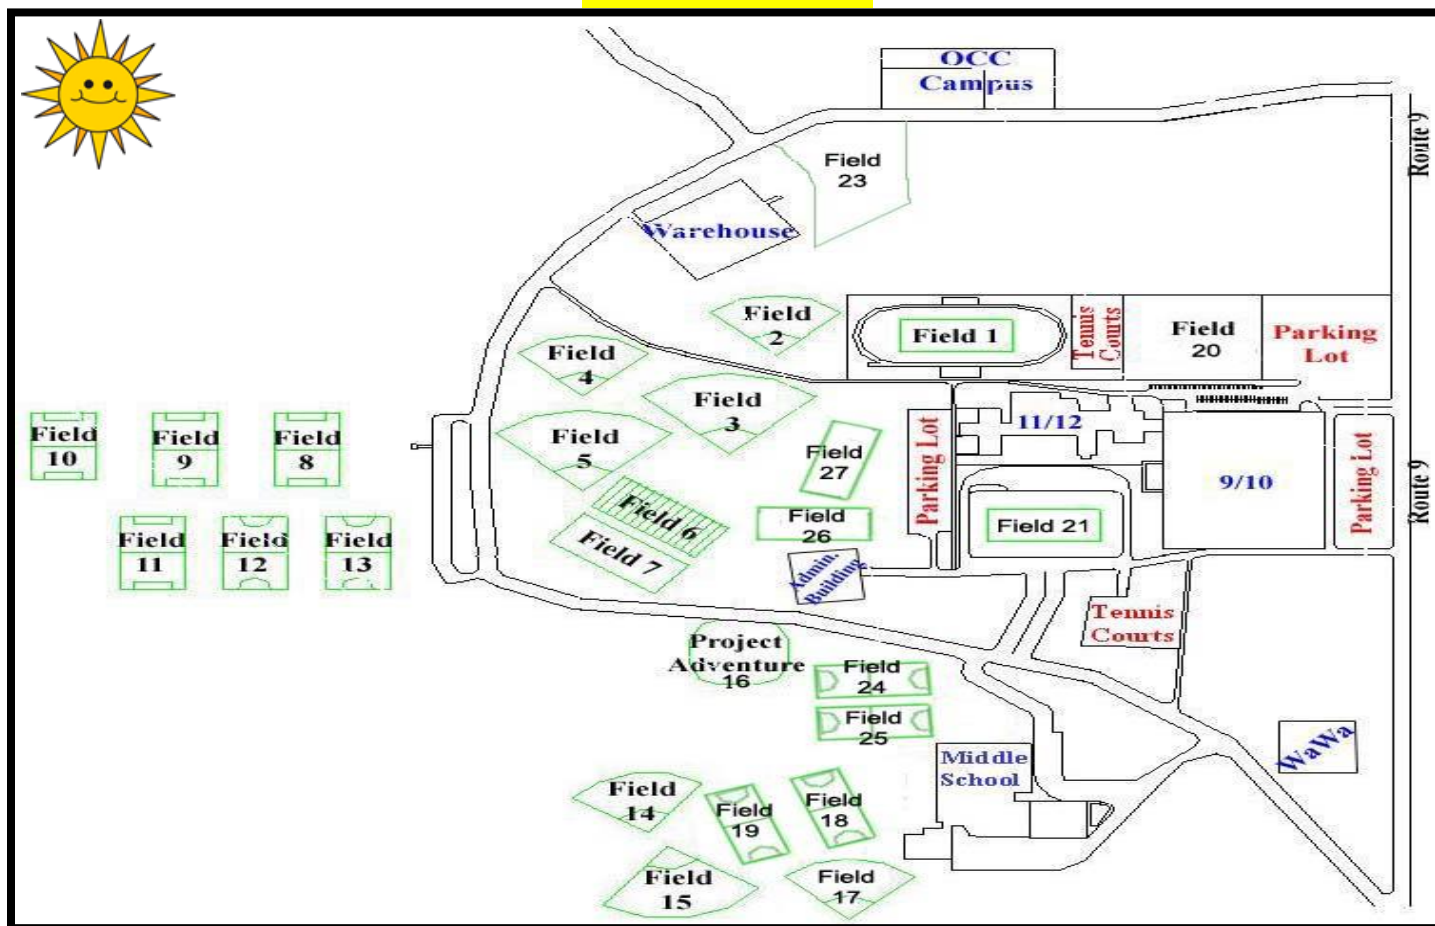 OCC
Campus
Route 9
Field
23
Warehouse
Field
2
Field 1
Tennis
Courts
Field
20
Parking
Lot
Field
4
Field
3
Field
10
Field
9
Field
8
Field
5
Field
27
Parking Lot
11/12
9/10
Parking Lot
Route 9
Field 6
Field 7
Field
26
Field 21
Field
11
Field
12
Field
13
Admin.
Building
Tennis
Courts
Project
Adventure
16
Field
24
Field
25
WaWa
Middle
School
Field
14
Field
19
Field
18
Field
15
Field
17